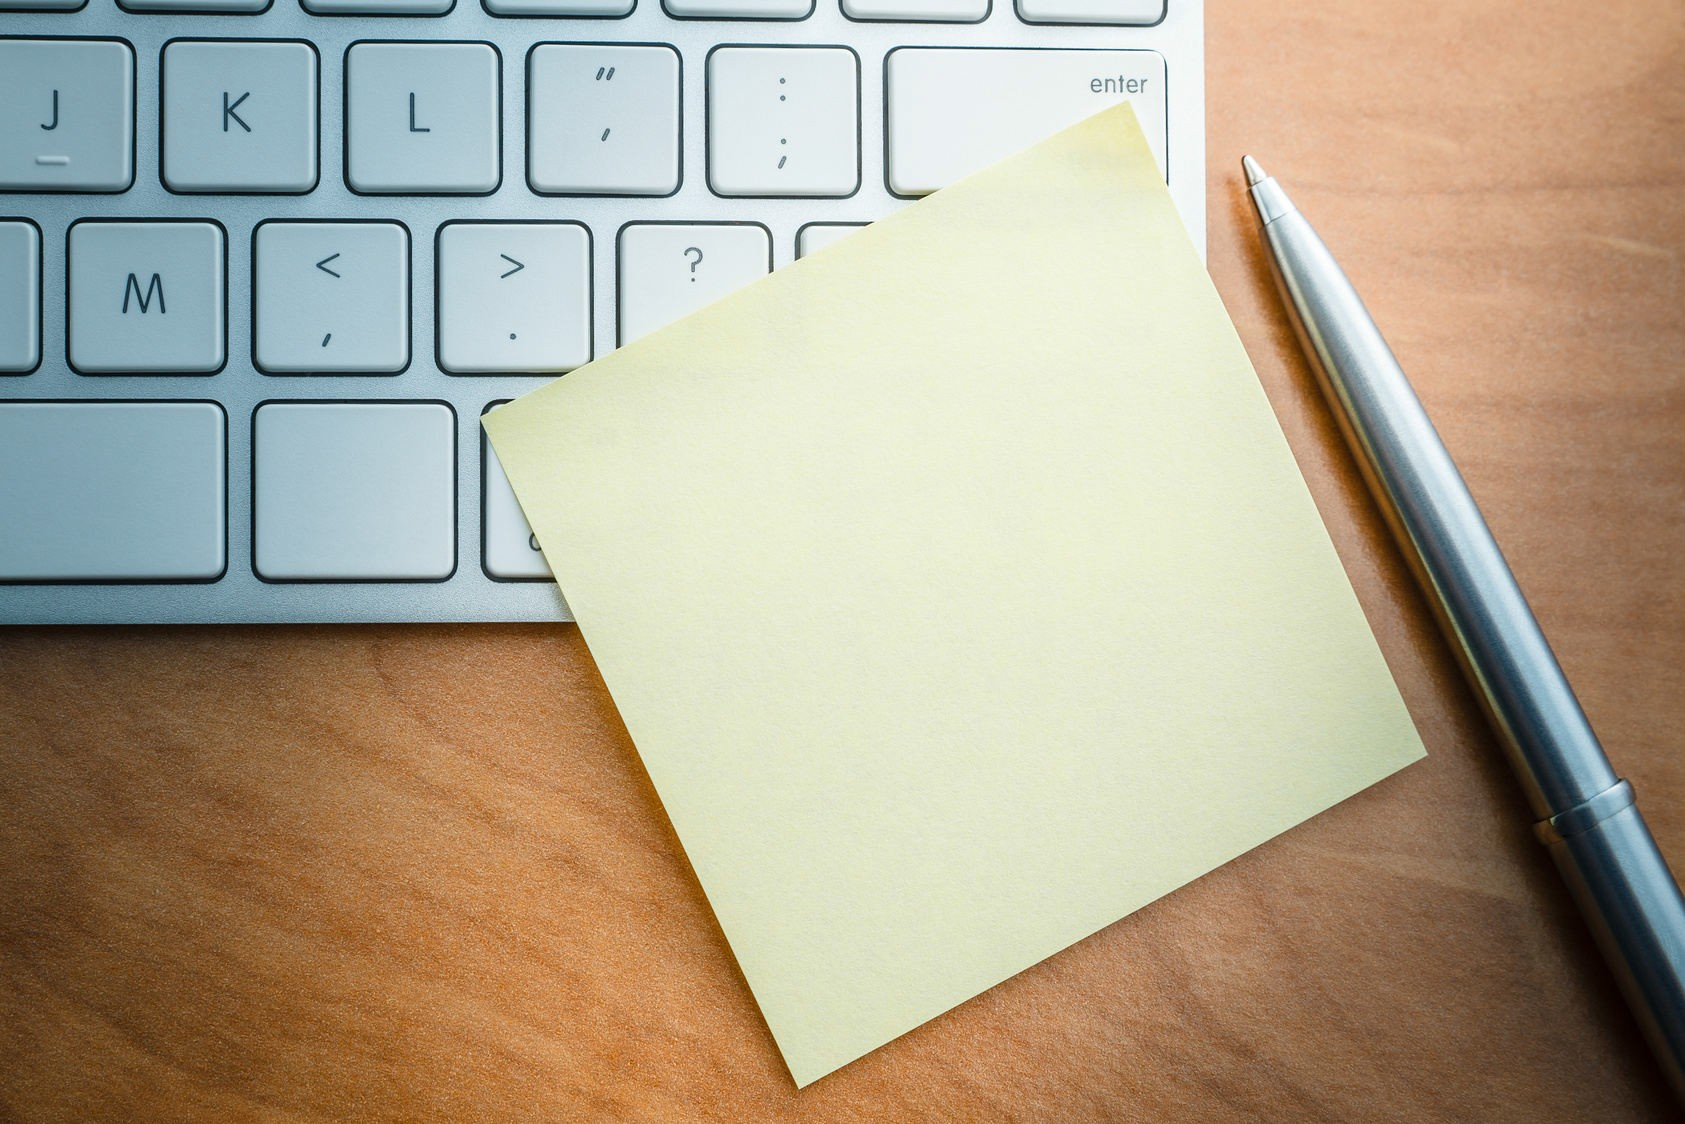 J K L " ' : ; enter
M < , > . ?